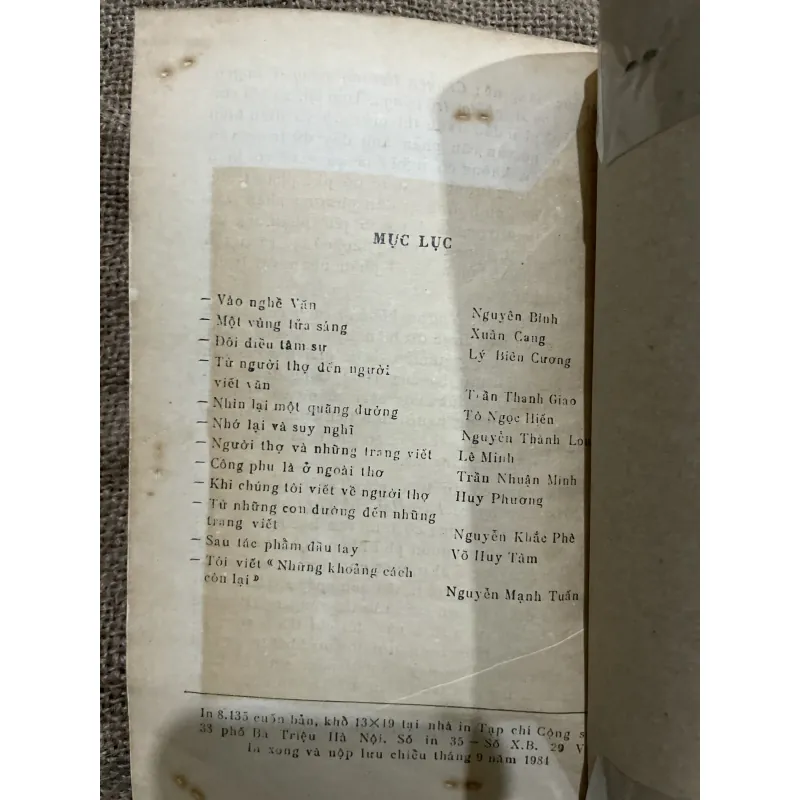 MỤC LỤC
— Vào nghề Văn Nguyên Bình
— Một vùng lửa sáng Xuân Cang
— Đôi điều tâm sự Lý Biên Cương
— Từ người thợ đến người
viết văn Trần Thanh Giao
— Nhìn lại một quãng đường Tô Ngọc Hiến
— Nhớ lại và suy nghĩ Nguyễn Thành Lon
— Người thợ và những trang viết Lê Minh
— Công phu là ở ngoài thơ Trần Nhuận Minh
— Khi chúng tôi viết về người thợ Huy Phương
— Từ những con đường đến những
trang viết Nguyễn Khắc Phê
— Sau tác phẩm đầu tay Võ Huy Tâm
— Tôi viết « Những khoảng cách
còn lại » Nguyễn Mạnh Tuấn
In 8.135 cuốn bản, khổ 13×19 tại nhà in Tạp chí Cộng s
38 phố Bà Triệu Hà Nội. Số in 35 — Số X.B. 29 V
In xong và nộp lưu chiểu tháng 9 năm 1984